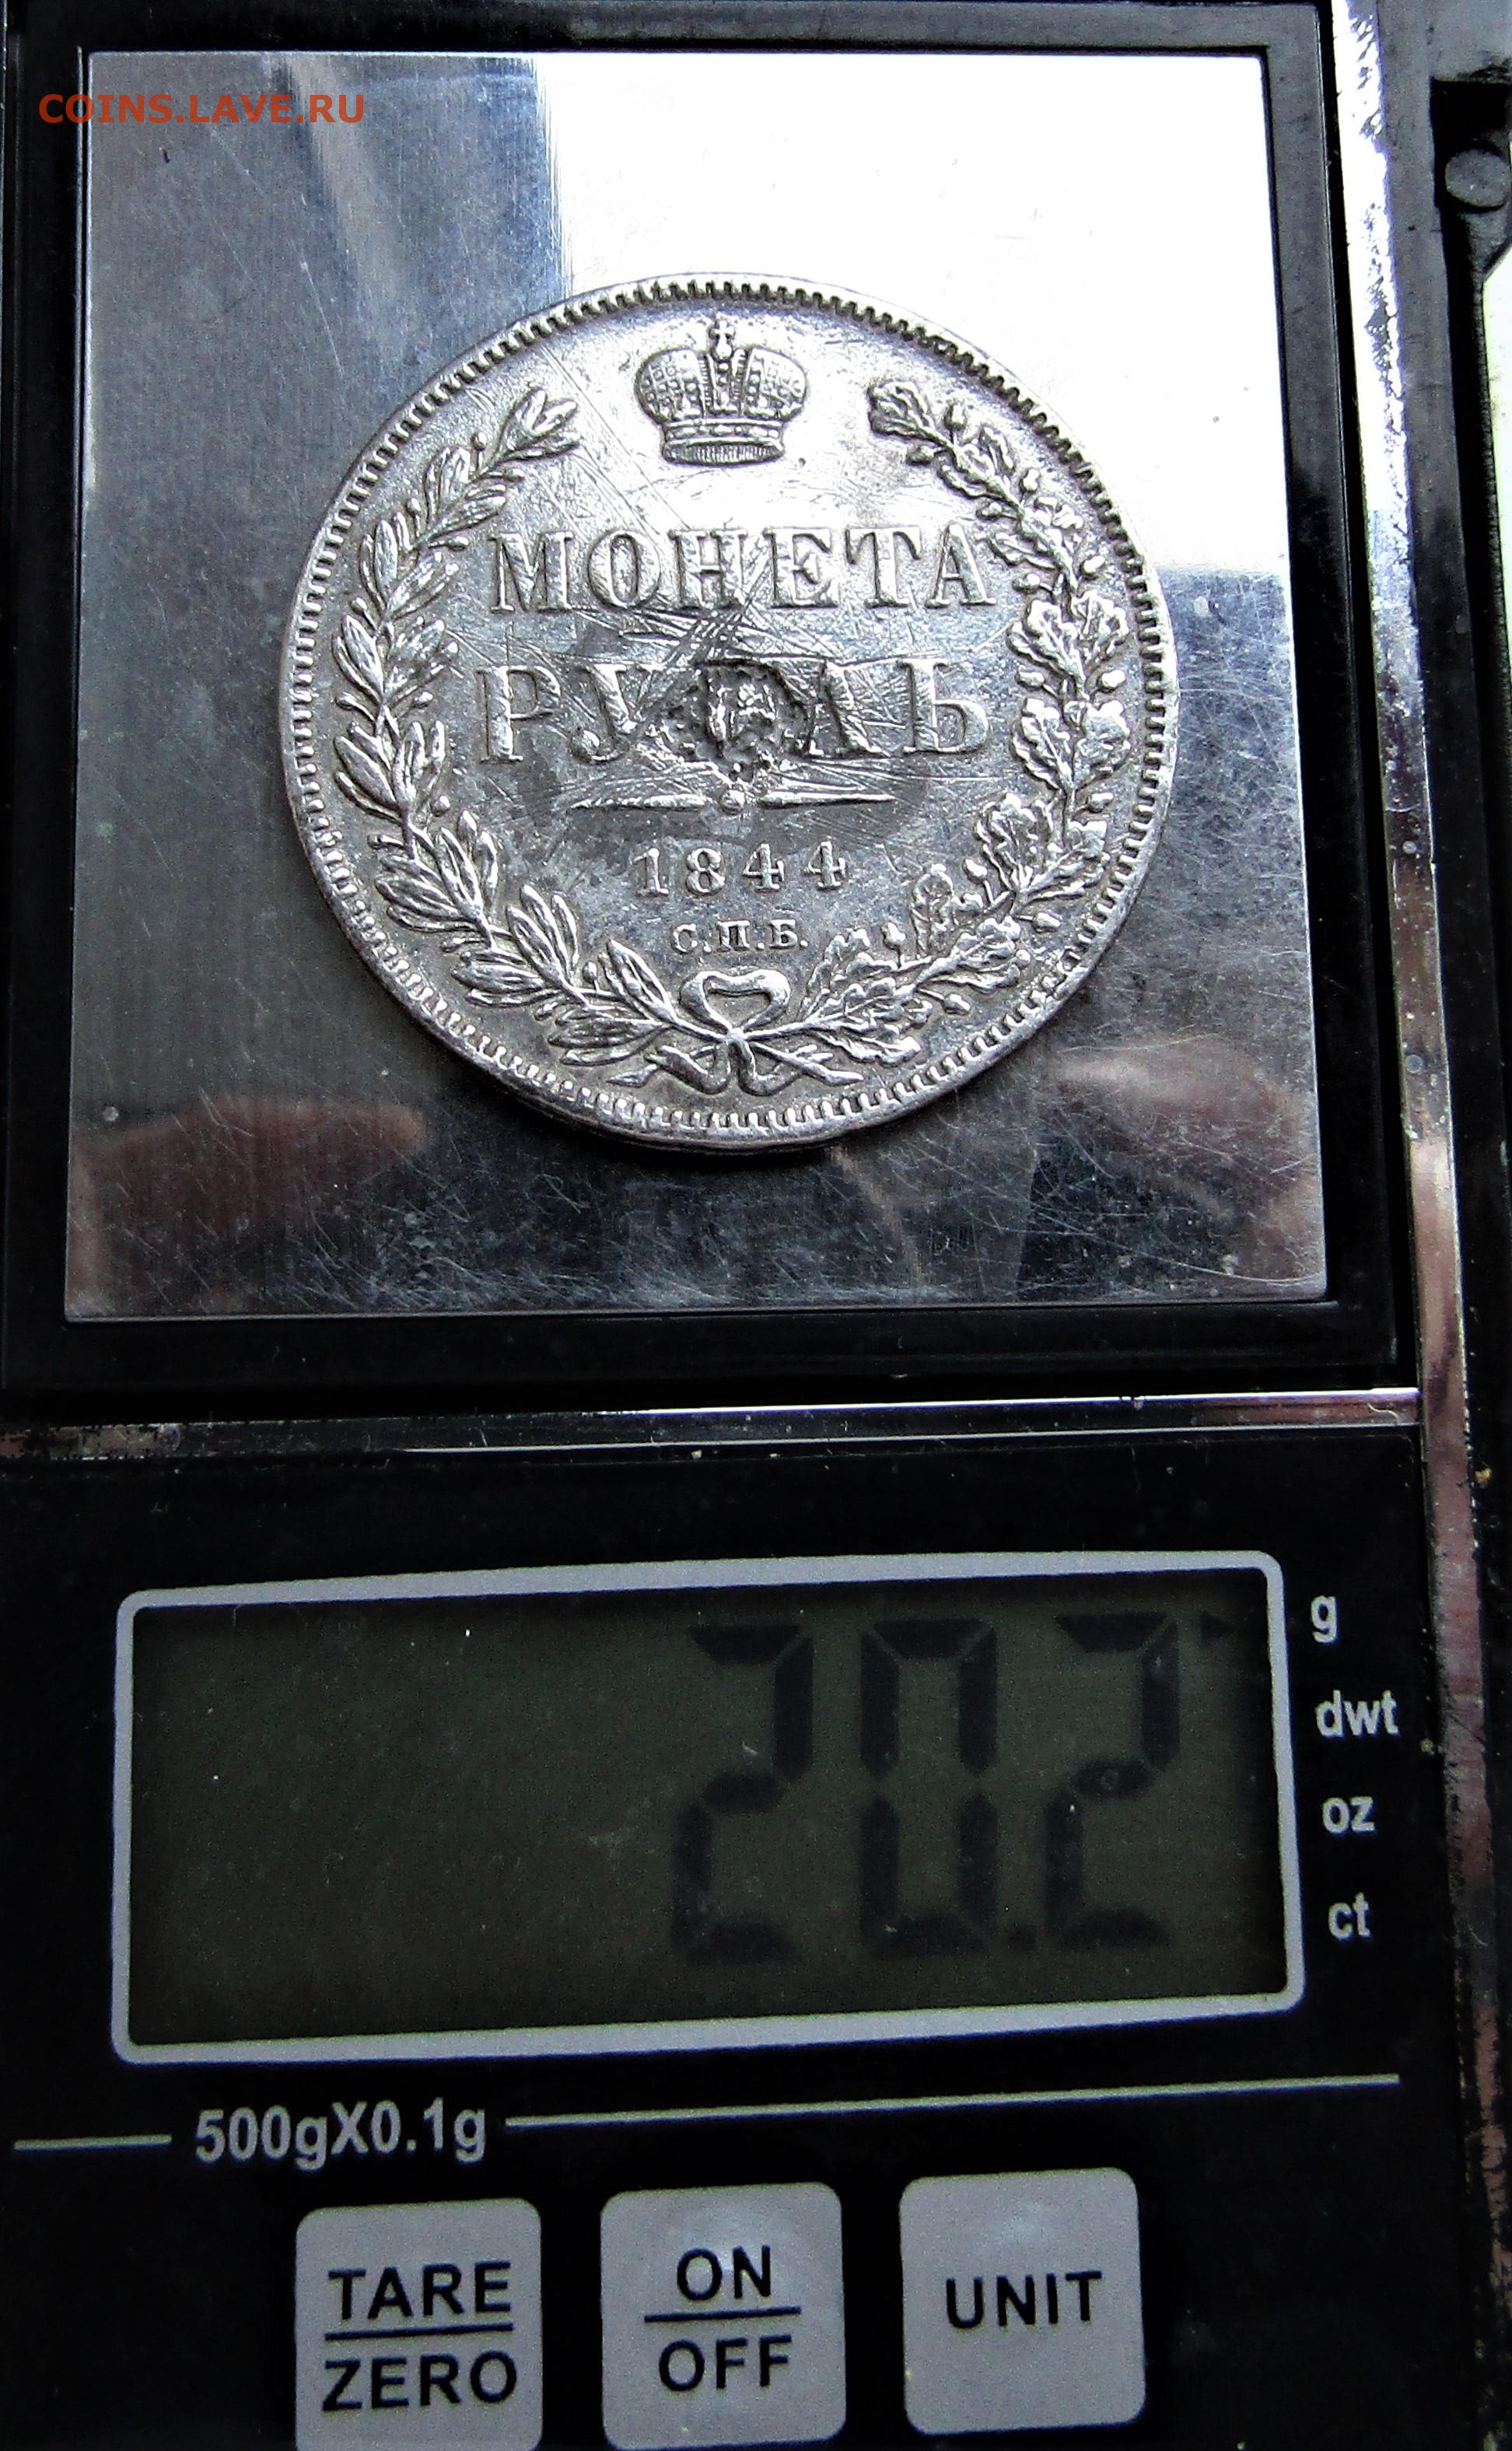 COINS.LAVE.RU
МОНЕТА
РУБЛЬ
1844
С.П.Б.
20.2
g
dwt
oz
ct
500gX0.1g
TARE
ZERO
ON
OFF
UNIT